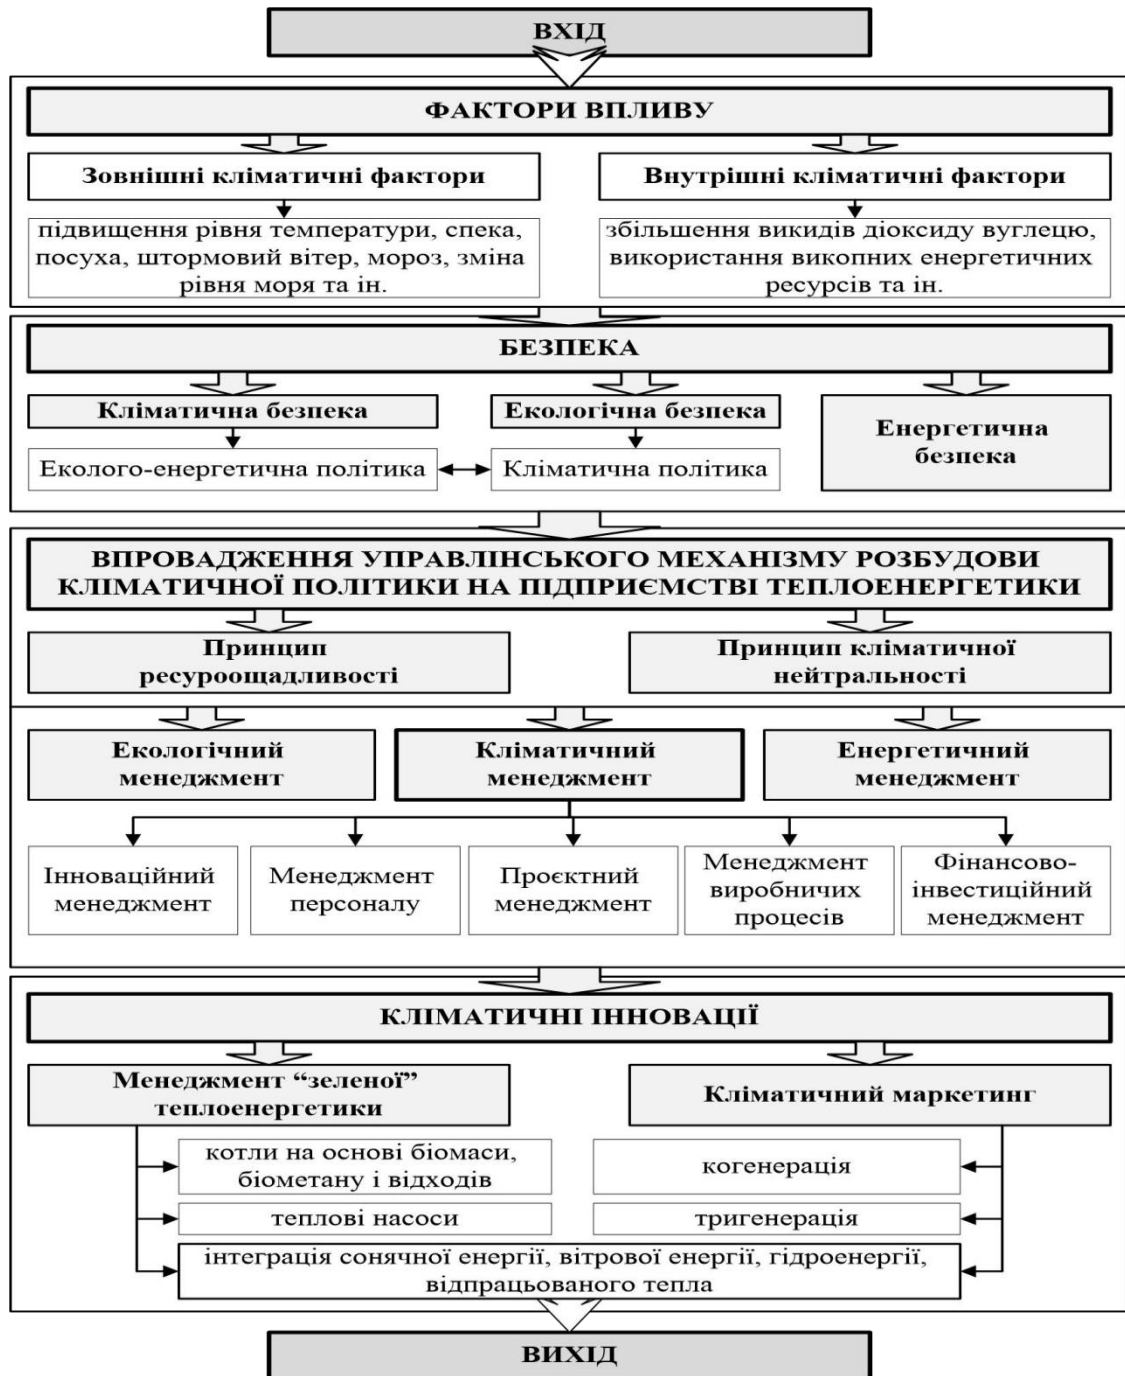 ВХІД
ФАКТОРИ ВПЛИВУ
Зовнішні кліматичні фактори
підвищення рівня температури, спека,
посуха, штормовий вітер, мороз, зміна
рівня моря та ін.
Внутрішні кліматичні фактори
збільшення викидів діоксиду вуглецю,
використання викопних енергетичних
ресурсів та ін.
БЕЗПЕКА
Кліматична безпека
Еколого-енергетична політика
Екологічна безпека
Кліматична політика
Енергетична
безпека
ВПРОВАДЖЕННЯ УПРАВЛІНСЬКОГО МЕХАНІЗМУ РОЗБУДОВИ
КЛІМАТИЧНОЇ ПОЛІТИКИ НА ПІДПРИЄМСТВІ ТЕПЛОЕНЕРГЕТИКИ
Принцип
ресуроощадливості
Принцип кліматичної
нейтральності
Екологічний
менеджмент
Кліматичний
менеджмент
Енергетичний
менеджмент
Інноваційний
менеджмент
Менеджмент
персоналу
Проєктний
менеджмент
Менеджмент
виробничих
процесів
Фінансово-
інвестиційний
менеджмент
КЛІМАТИЧНІ ІННОВАЦІЇ
Менеджмент “зеленої”
теплоенергетики
Кліматичний маркетинг
котли на основі біомаси,
біометану і відходів
когенерація
теплові насоси
тригенерація
інтеграція сонячної енергії, вітрової енергії, гідроенергії,
відпрацьованого тепла
ВИХІД